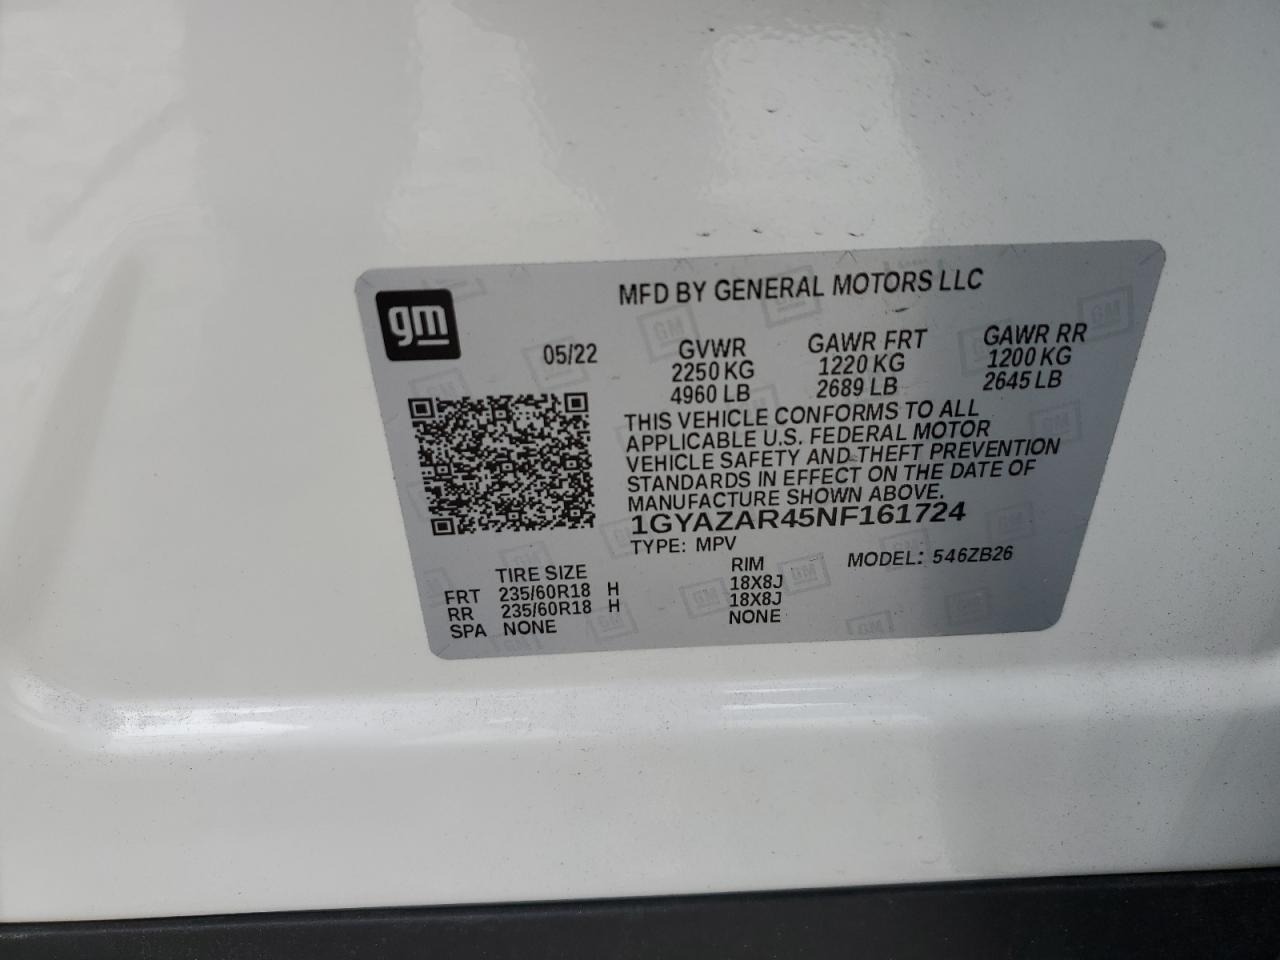 MFD BY GENERAL MOTORS LLC
gm
05/22
GVWR GAWR FRT GAWR RR
2250 KG 1220 KG 1200 KG
4960 LB 2689 LB 2645 LB
THIS VEHICLE CONFORMS TO ALL
APPLICABLE U.S. FEDERAL MOTOR
VEHICLE SAFETY AND THEFT PREVENTION
STANDARDS IN EFFECT ON THE DATE OF
MANUFACTURE SHOWN ABOVE.
1GYAZAR45NF161724
TYPE: MPV
MODEL: 546ZB26
TIRE SIZE RIM
FRT 235/60R18 H 18X8J
RR 235/60R18 H 18X8J
SPA NONE NONE